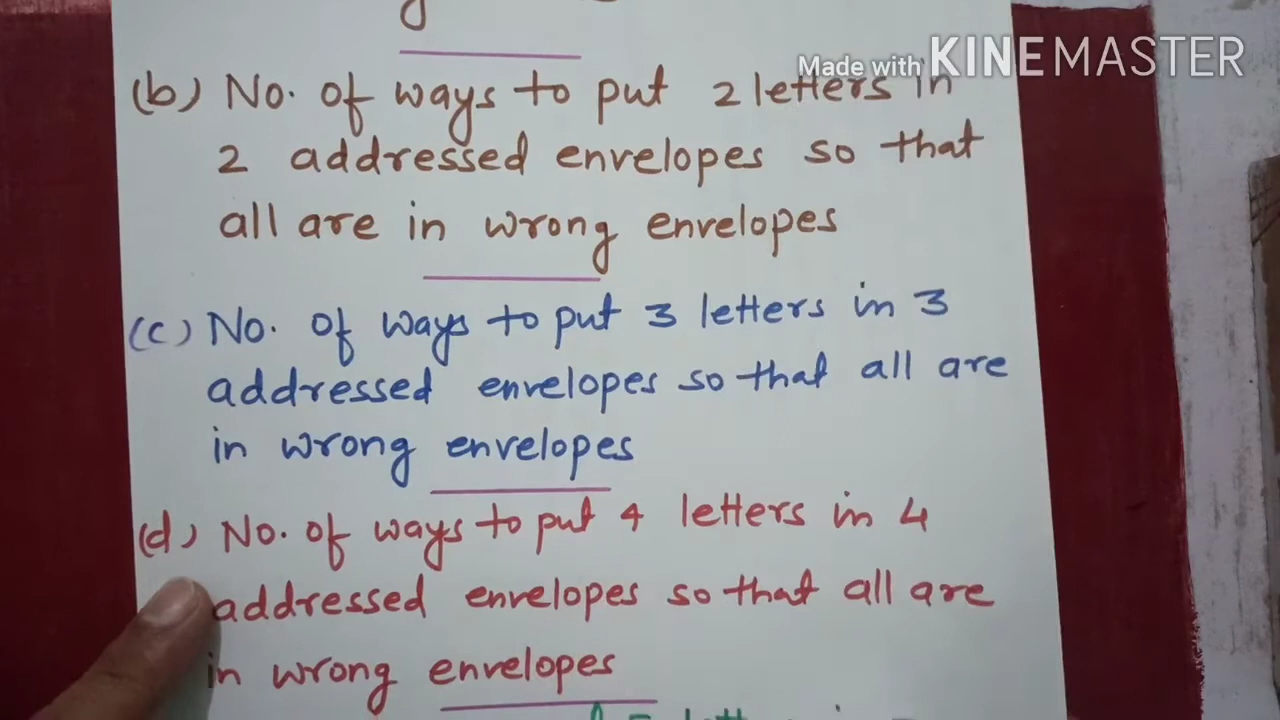 Made with KINEMASTER
(b) No. of ways to put 2 letters in
2 addressed envelopes so that
all are in wrong envelopes
(c) No. of ways to put 3 letters in 3
addressed envelopes so that all are
in wrong envelopes
(d) No. of ways to put 4 letters in 4
addressed envelopes so that all are
in wrong envelopes